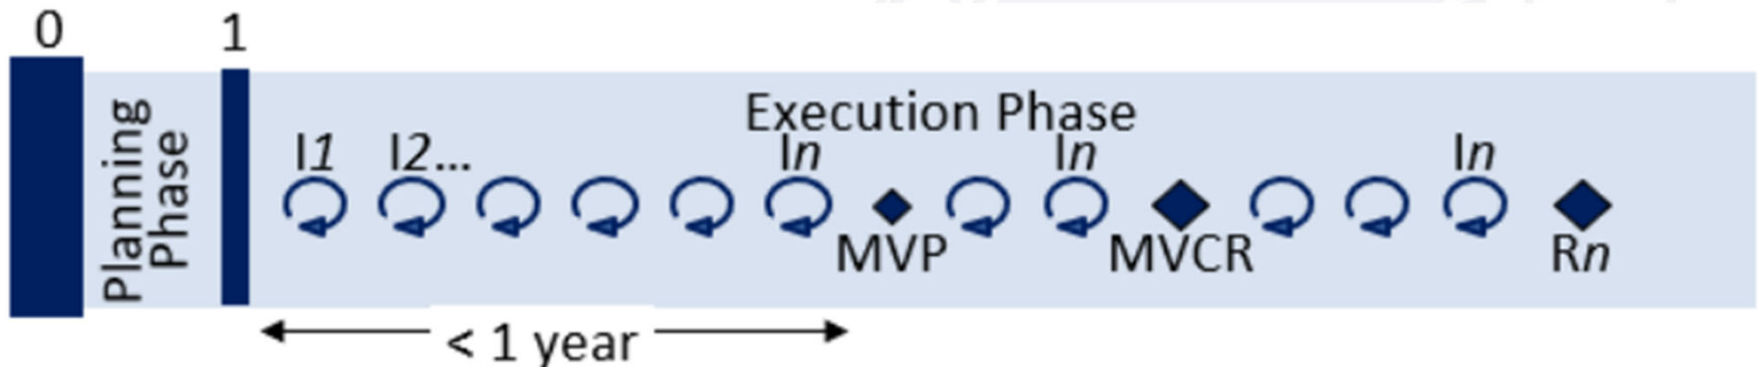 0
1
Planning
Phase
Execution Phase
I1
I2...
In
In
In
MVP
MVCR
Rn
< 1 year